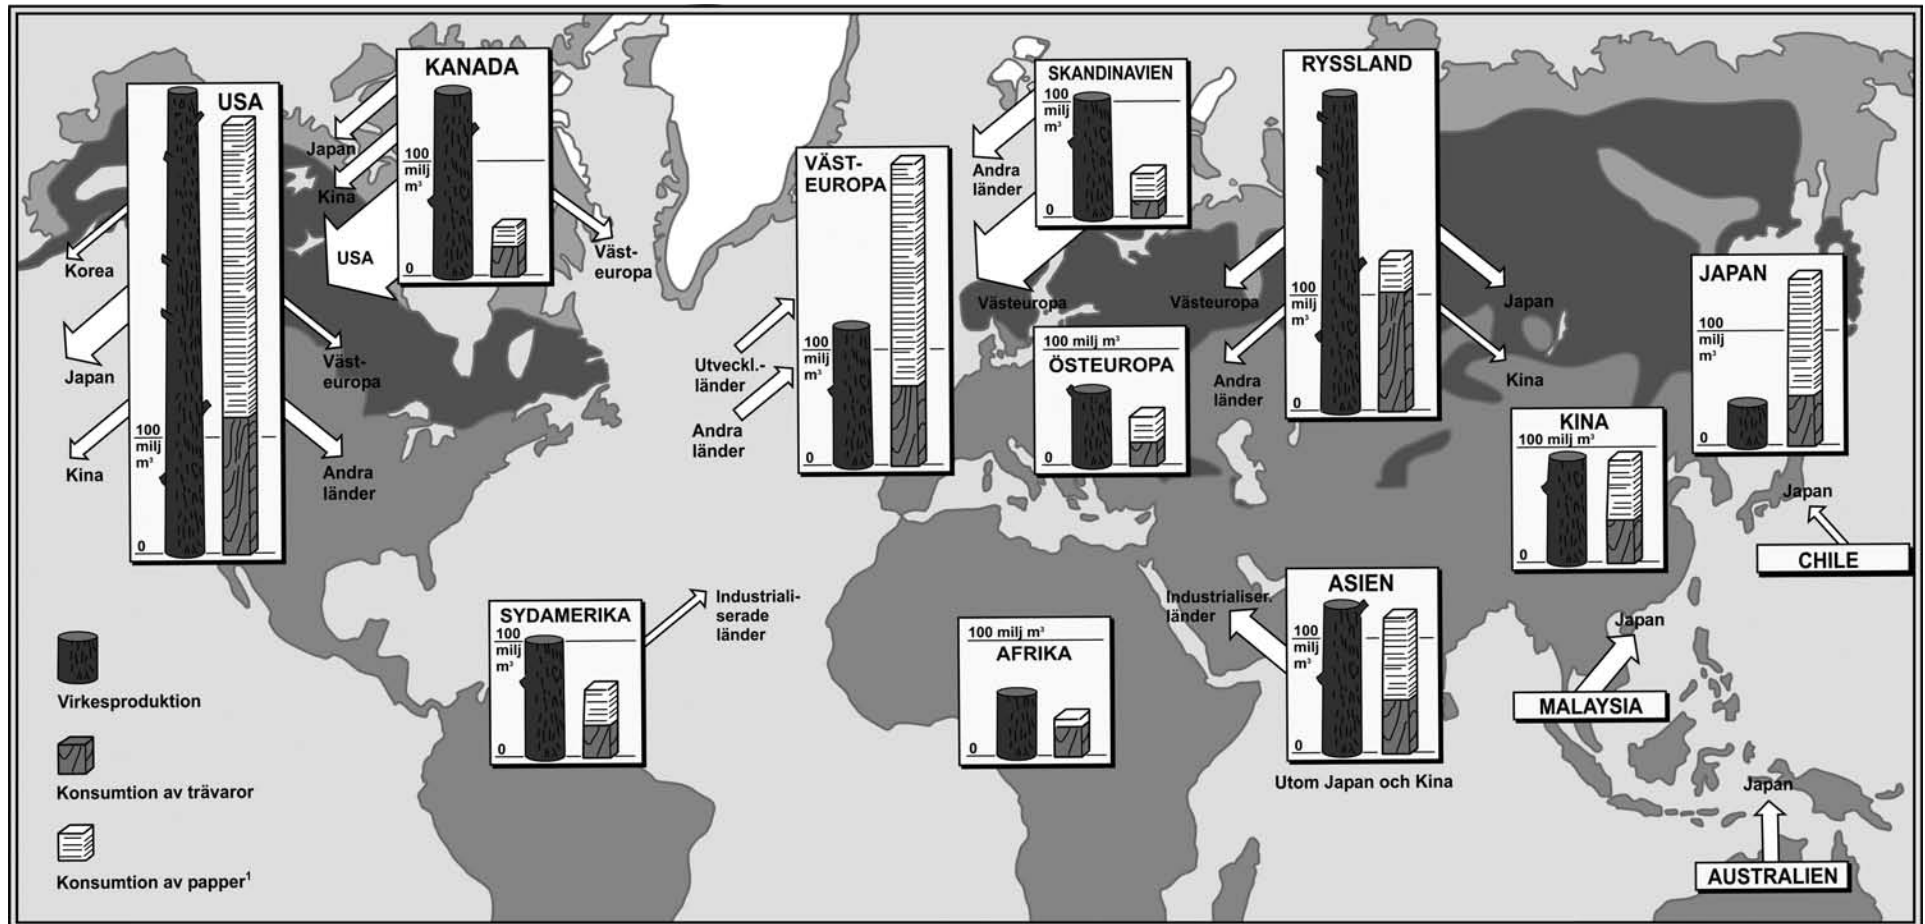 USA
100
milj
m³
0
Korea
Japan
Kina
Väst-
europa
Andra
länder
KANADA
100
milj
m³
0
Japan
Kina
USA
Väst-
europa
VÄST-
EUROPA
100
milj
m³
0
Utveckl.-
länder
Andra
länder
SKANDINAVIEN
100
milj
m³
0
Andra
länder
Västeuropa
ÖSTEUROPA
100 milj m³
0
RYSSLAND
100
milj
m³
0
Västeuropa
Andra
länder
Japan
Kina
JAPAN
100
milj
m³
0
KINA
100 milj m³
0
Japan
CHILE
SYDAMERIKA
100
milj
m³
0
Industriali-
serade
länder
100 milj m³
AFRIKA
0
Industrialiser.
länder
ASIEN
100
milj
m³
0
Utom Japan och Kina
Japan
MALAYSIA
Japan
AUSTRALIEN
Virkesproduktion
Konsumtion av trävaror
Konsumtion av papper¹